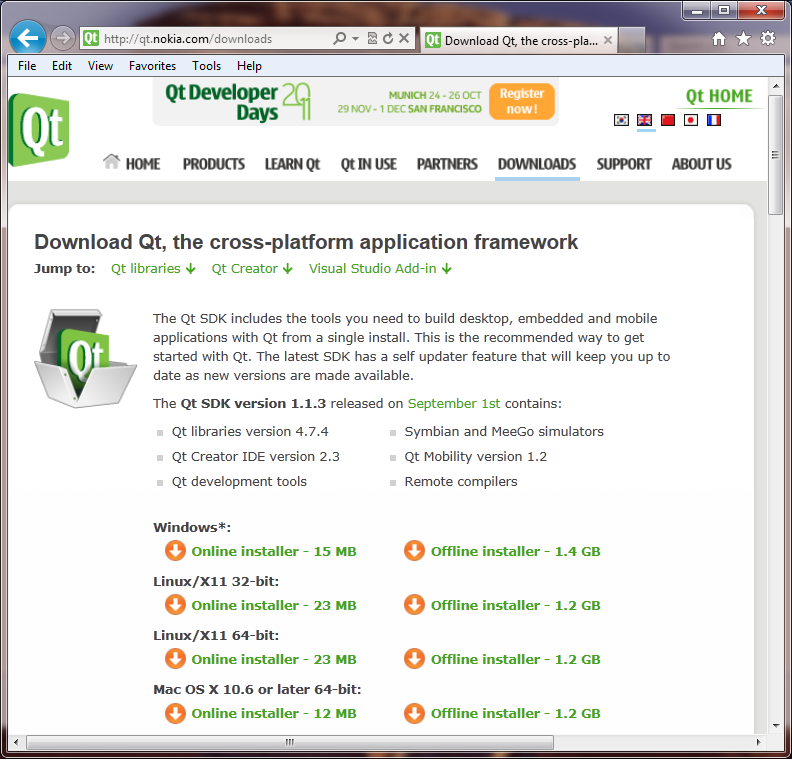 http://qt.nokia.com/downloads
Qt Download Qt, the cross-pla...
File Edit View Favorites Tools Help
Qt Developer Days 2011
MUNICH 24 - 26 OCT
29 NOV - 1 DEC SAN FRANCISCO
Register now!
Qt HOME
Qt
HOME PRODUCTS LEARN Qt Qt IN USE PARTNERS DOWNLOADS SUPPORT ABOUT US
Download Qt, the cross-platform application framework
Jump to: Qt libraries Qt Creator Visual Studio Add-in
Qt
The Qt SDK includes the tools you need to build desktop, embedded and mobile
applications with Qt from a single install. This is the recommended way to get
started with Qt. The latest SDK has a self updater feature that will keep you up to
date as new versions are made available.
The Qt SDK version 1.1.3 released on September 1st contains:
Qt libraries version 4.7.4
Symbian and MeeGo simulators
Qt Creator IDE version 2.3
Qt Mobility version 1.2
Qt development tools
Remote compilers
Windows*:
Online installer - 15 MB
Offline installer - 1.4 GB
Linux/X11 32-bit:
Online installer - 23 MB
Offline installer - 1.2 GB
Linux/X11 64-bit:
Online installer - 23 MB
Offline installer - 1.2 GB
Mac OS X 10.6 or later 64-bit:
Online installer - 12 MB
Offline installer - 1.2 GB